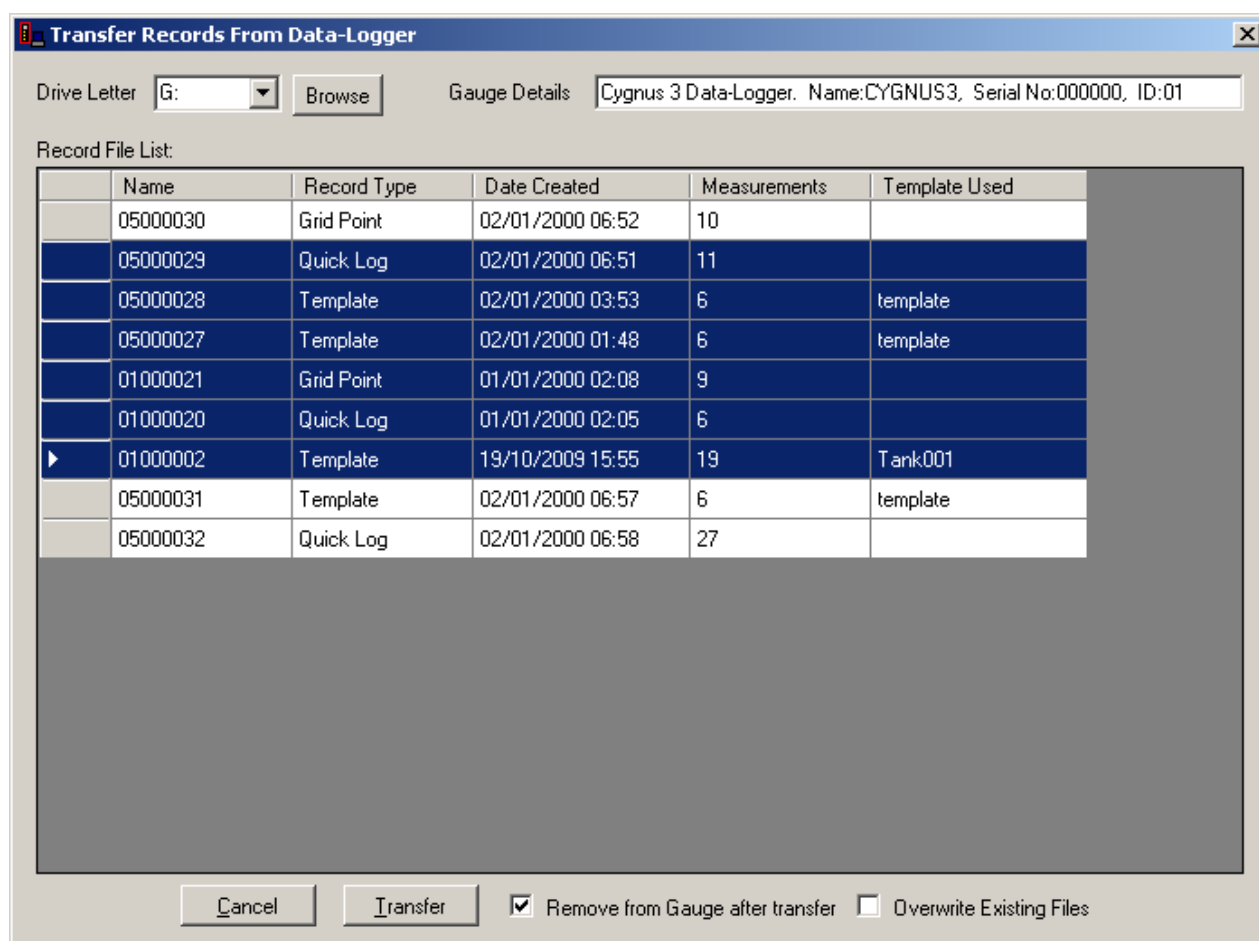 Transfer Records From Data-Logger
Drive Letter G: Browse Gauge Details Cygnus 3 Data-Logger. Name:CYGNUS3, Serial No:000000, ID:01
Record File List:
Name Record Type Date Created Measurements Template Used
05000030 Grid Point 02/01/2000 06:52 10
05000029 Quick Log 02/01/2000 06:51 11
05000028 Template 02/01/2000 03:53 6 template
05000027 Template 02/01/2000 01:48 6 template
01000021 Grid Point 01/01/2000 02:08 9
01000020 Quick Log 01/01/2000 02:05 6
01000002 Template 19/10/2009 15:55 19 Tank001
05000031 Template 02/01/2000 06:57 6 template
05000032 Quick Log 02/01/2000 06:58 27
Cancel Transfer Remove from Gauge after transfer Overwrite Existing Files